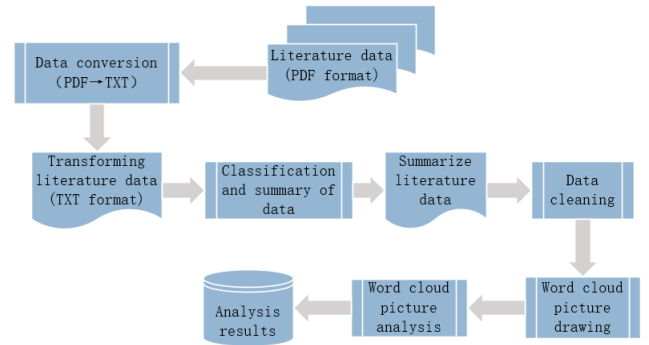 Literature data
(PDF format)
Data conversion
(PDF→TXT)
Transforming
literature data
(TXT format)
Classification
and summary of
data
Summarize
literature
data
Data
cleaning
Word cloud
picture
drawing
Word cloud
picture
analysis
Analysis
results